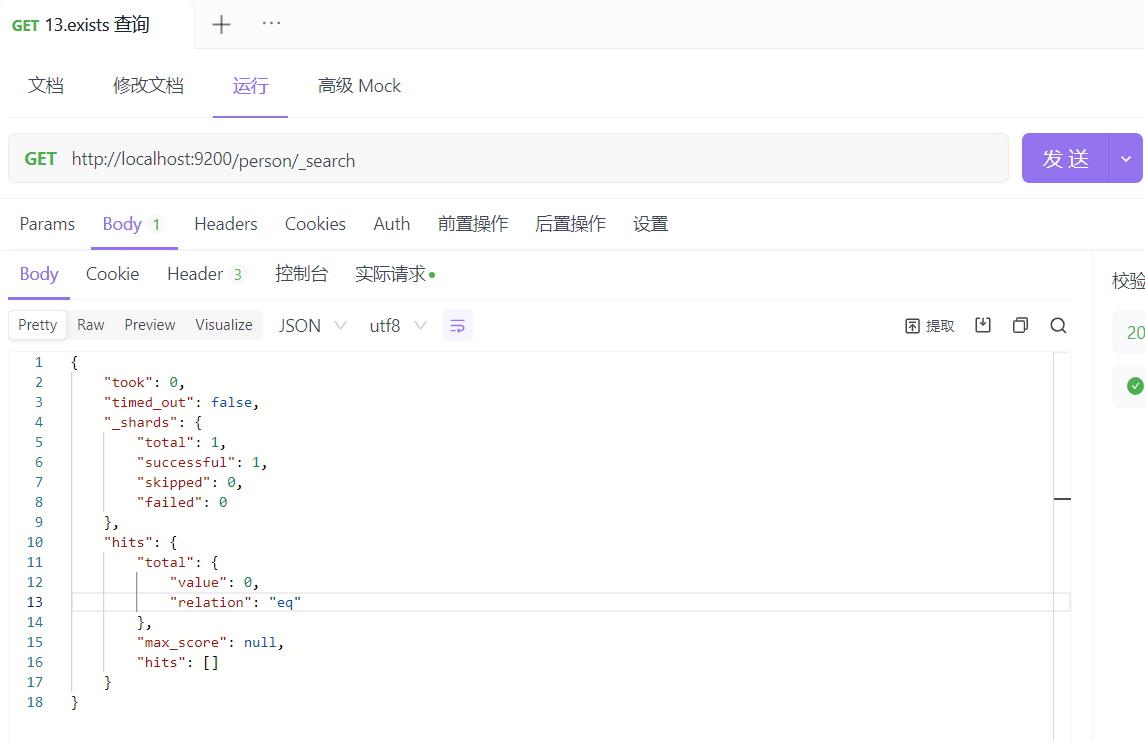 GET 13.exists 查询
文档 修改文档 运行 高级 Mock
GET http://localhost:9200/person/_search 发 送
Params Body 1 Headers Cookies Auth 前置操作 后置操作 设置
Body Cookie Header 3 控制台 实际请求
校验
Pretty Raw Preview Visualize JSON utf8 提取
20
1 {
2 "took": 0,
3 "timed_out": false,
4 "_shards": {
5 "total": 1,
6 "successful": 1,
7 "skipped": 0,
8 "failed": 0
9 },
10 "hits": {
11 "total": {
12 "value": 0,
13 "relation": "eq"
14 },
15 "max_score": null,
16 "hits": []
17 }
18 }